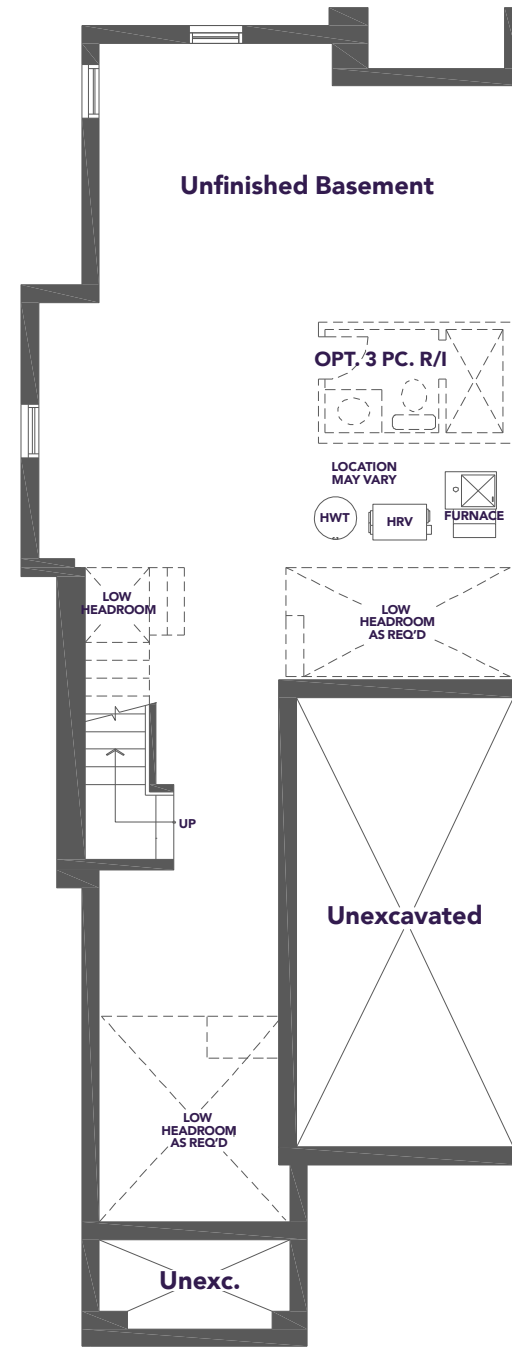 Unfinished Basement
OPT. 3 PC. R/I
LOCATION
MAY VARY
HWT
HRV
FURNACE
LOW
HEADROOM
LOW
HEADROOM
AS REQ'D
UP
Unexcavated
LOW
HEADROOM
AS REQ'D
Unexc.